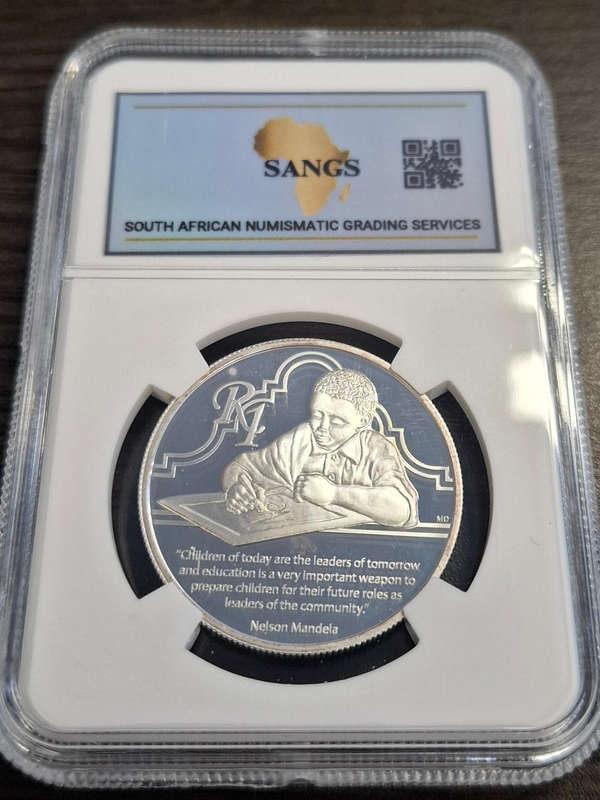 SANGS
SOUTH AFRICAN NUMISMATIC GRADING SERVICES
R1
MD
"Children of today are the leaders of tomorrow
and education is a very important weapon to
prepare children for their future roles as
leaders of the community."
Nelson Mandela